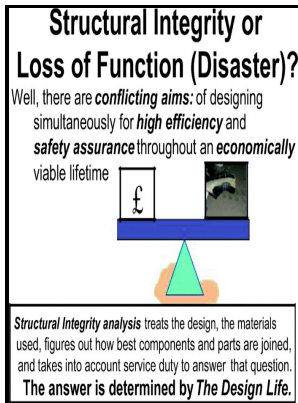 Structural Integrity or
Loss of Function (Disaster)?
Well, there are conflicting aims: of designing
simultaneously for high efficiency and
safety assurance throughout an economically
viable lifetime
£
Structural Integrity analysis treats the design, the materials
used, figures out how best components and parts are joined,
and takes into account service duty to answer that question.
The answer is determined by The Design Life.